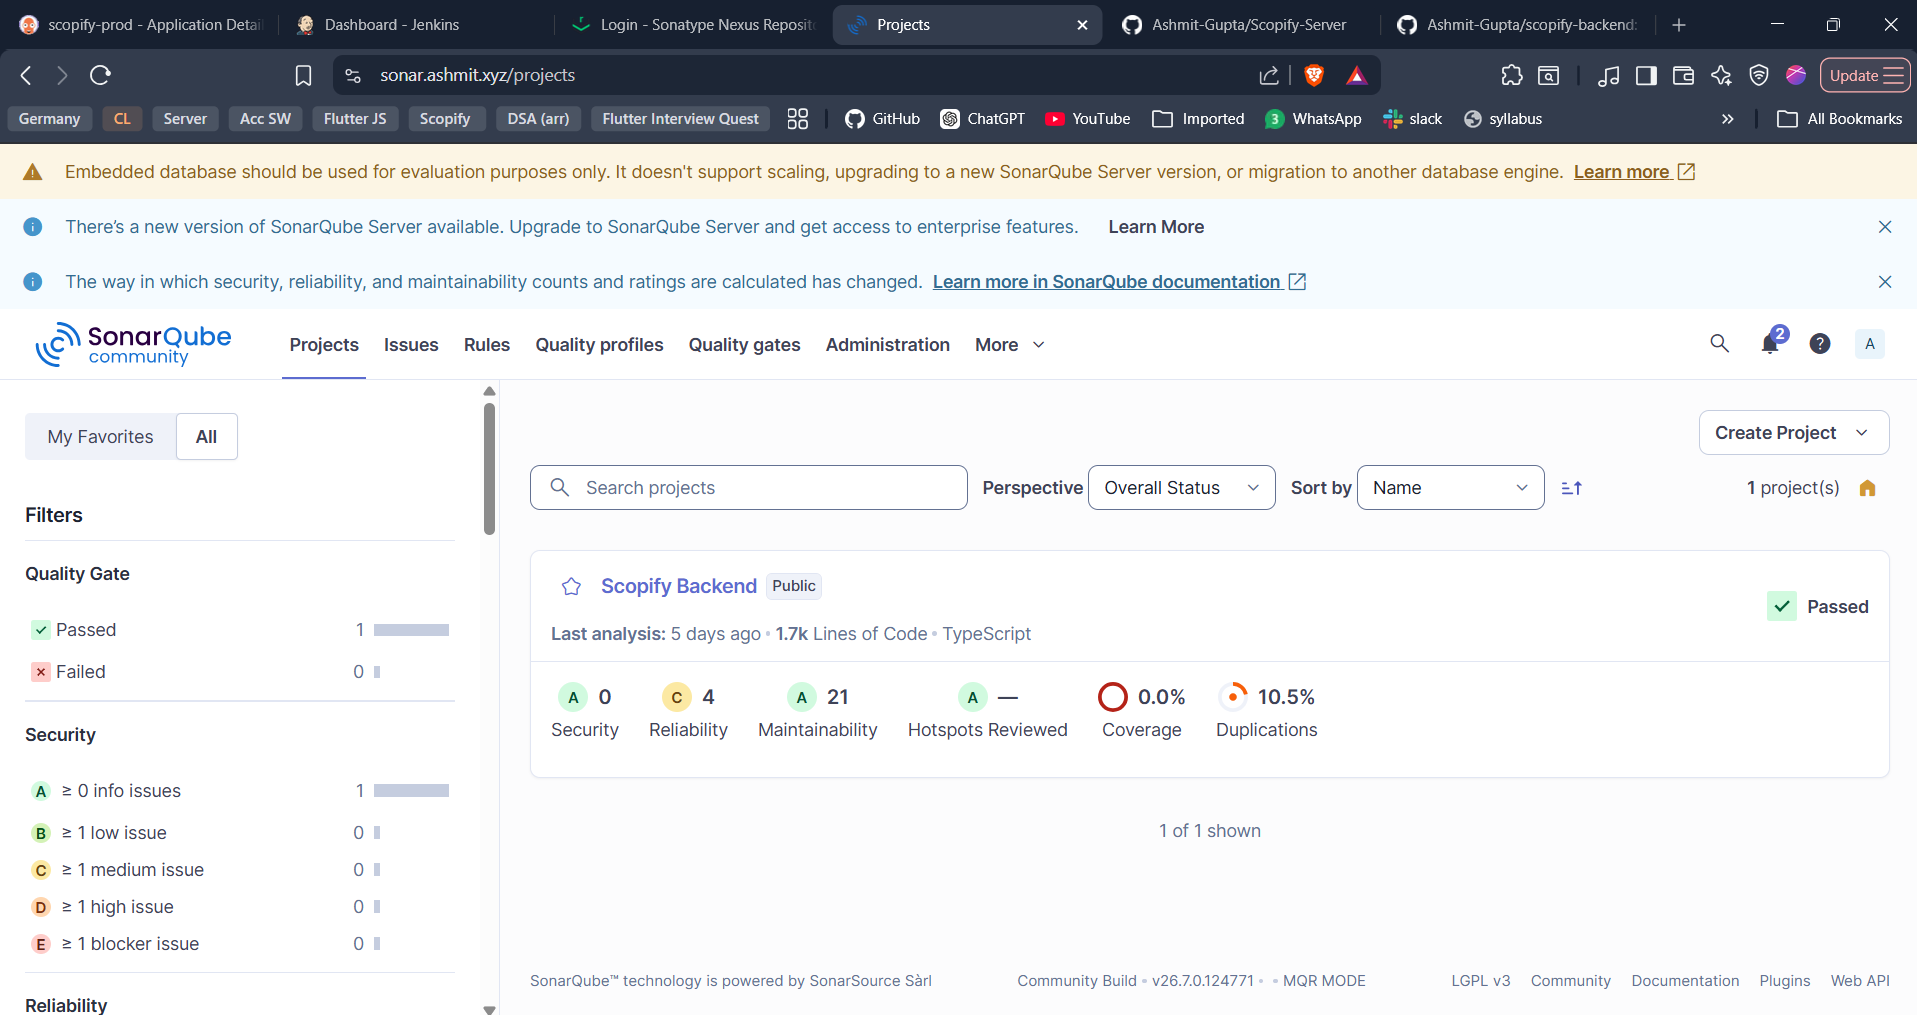 scopify-prod - Application Detail
Dashboard - Jenkins
Login - Sonatype Nexus Reposito
Projects
Ashmit-Gupta/Scopify-Server
Ashmit-Gupta/scopify-backend:
sonar.ashmit.xyz/projects
Update
Germany
CL
Server
Acc SW
Flutter JS
Scopify
DSA (arr)
Flutter Interview Quest
GitHub
ChatGPT
YouTube
Imported
3
WhatsApp
slack
syllabus
»
All Bookmarks
Embedded database should be used for evaluation purposes only. It doesn't support scaling, upgrading to a new SonarQube Server version, or migration to another database engine. Learn more
There's a new version of SonarQube Server available. Upgrade to SonarQube Server and get access to enterprise features. Learn More
The way in which security, reliability, and maintainability counts and ratings are calculated has changed. Learn more in SonarQube documentation
SonarQube
community
Projects Issues Rules Quality profiles Quality gates Administration More
2
?
A
My Favorites All
Create Project
Search projects
Perspective Overall Status
Sort by Name
1 project(s)
Filters
Quality Gate
Passed 1
Failed 0
Security
A ≥ 0 info issues 1
B ≥ 1 low issue 0
C ≥ 1 medium issue 0
D ≥ 1 high issue 0
E ≥ 1 blocker issue 0
Reliability
Scopify Backend Public
Passed
Last analysis: 5 days ago • 1.7k Lines of Code • TypeScript
A 0 C 4 A 21 A — 0.0% 10.5%
Security Reliability Maintainability Hotspots Reviewed Coverage Duplications
1 of 1 shown
SonarQube™ technology is powered by SonarSource Sàrl
Community Build • v26.7.0.124771 • • MQR MODE
LGPL v3 Community Documentation Plugins Web API